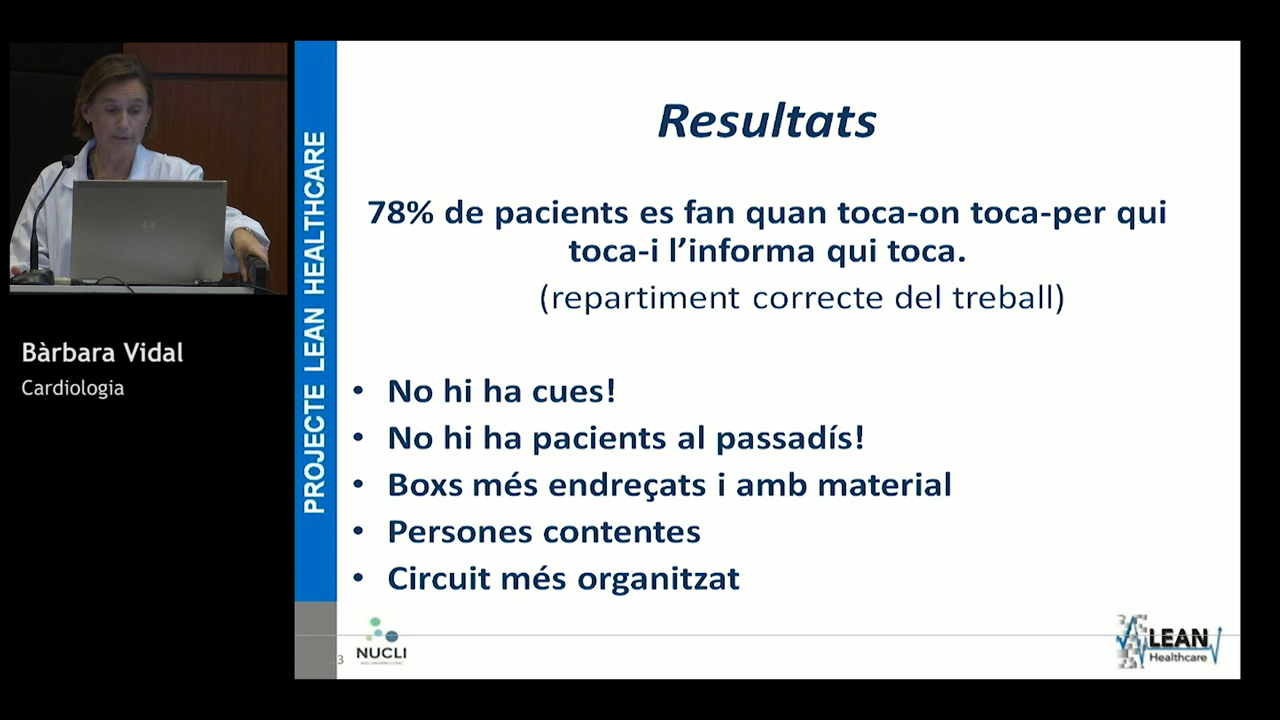 Bàrbara Vidal
Cardiologia
PROJECTE LEAN HEALTHCARE
Resultats
78% de pacients es fan quan toca-on toca-per qui
toca-i l’informa qui toca.
(repartiment correcte del treball)
• No hi ha cues!
• No hi ha pacients al passadís!
• Boxs més endreçats i amb material
• Persones contentes
• Circuit més organitzat
NUCLI
LEAN
Healthcare